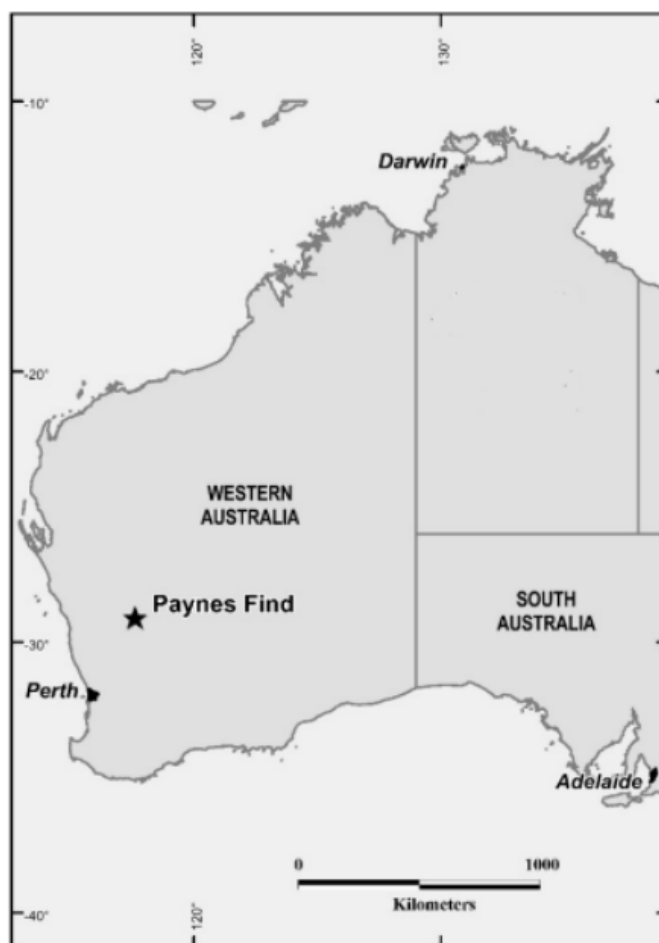 120°
130°
-10°
Darwin
-20°
WESTERN
AUSTRALIA
Paynes Find
SOUTH
AUSTRALIA
-30°
Perth
Adelaide
0 1000
Kilometers
-40°
120°